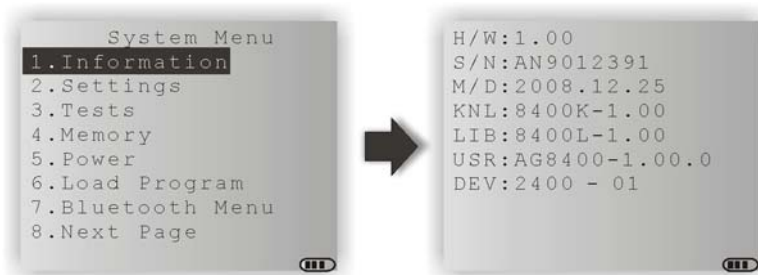 System Menu
1.Information
2.Settings
3.Tests
4.Memory
5.Power
6.Load Program
7.Bluetooth Menu
8.Next Page
H/W:1.00
S/N:AN9012391
M/D:2008.12.25
KNL:8400K-1.00
LIB:8400L-1.00
USR:AG8400-1.00.0
DEV:2400 - 01